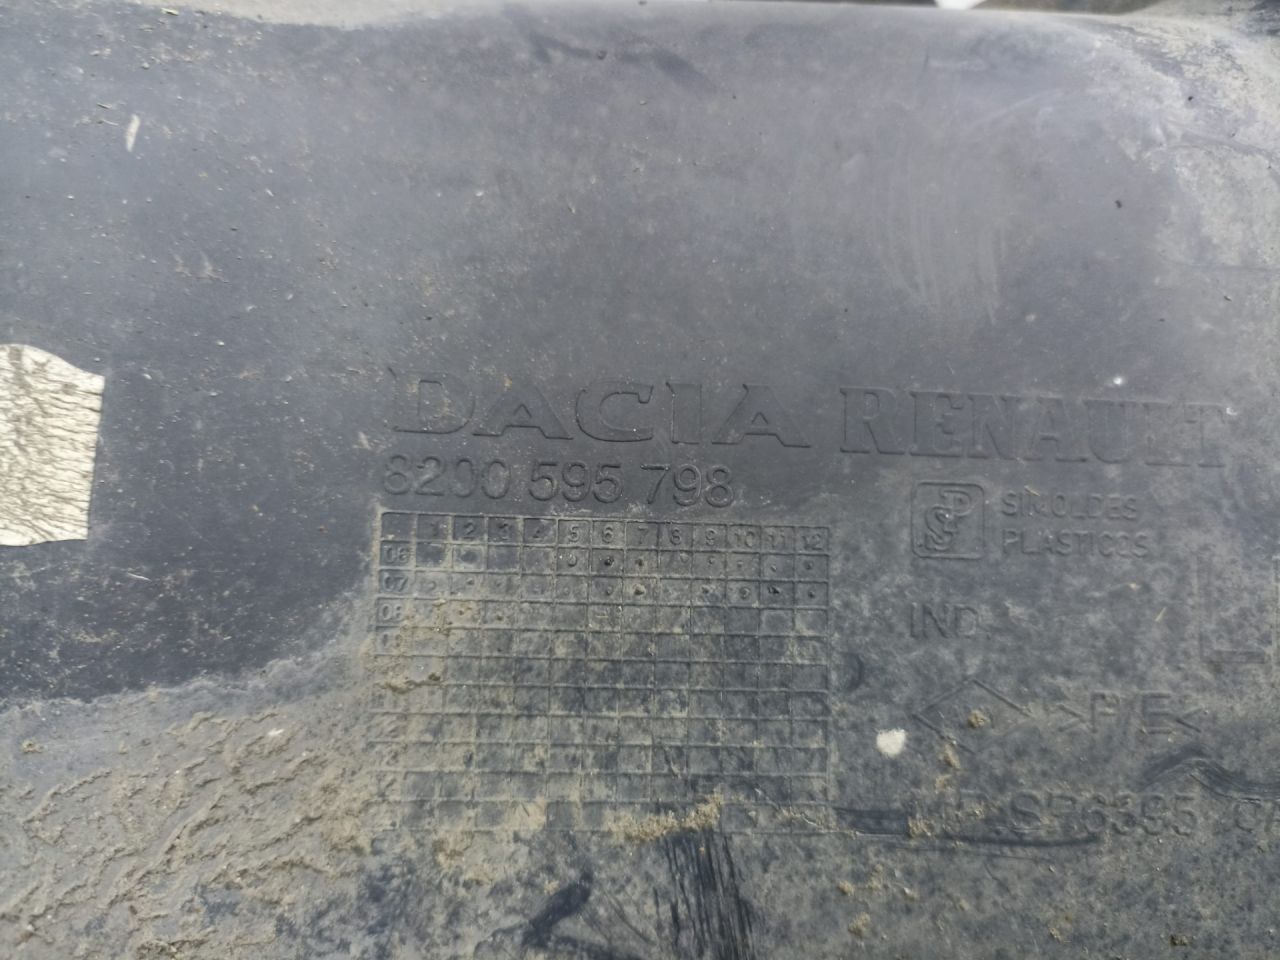 DACIA RENAULT
8200 595 798
SIMOLDES
PLASTICOS
1 2 3 4 5 6 7 8 9 10 11 12
06
07
08
IND.
>P/E<